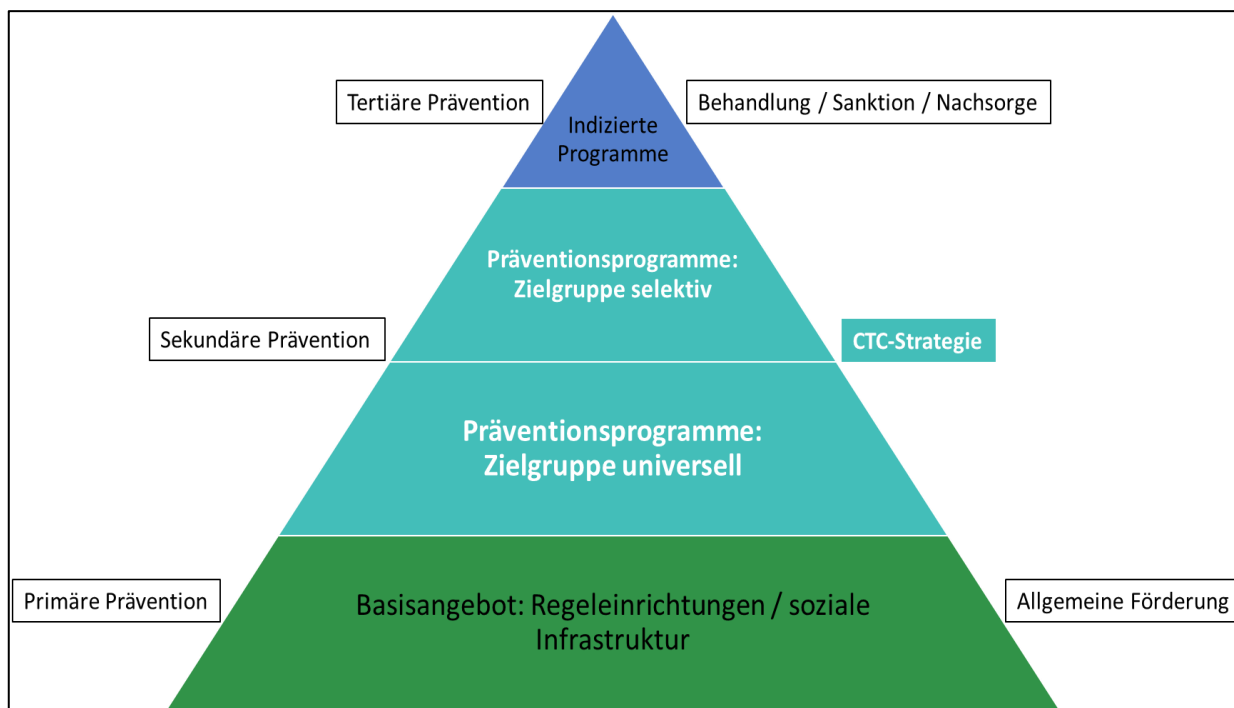 Tertiäre Prävention
Behandlung / Sanktion / Nachsorge
Indizierte
Programme
Präventionsprogramme:
Zielgruppe selektiv
Sekundäre Prävention
CTC-Strategie
Präventionsprogramme:
Zielgruppe universell
Primäre Prävention
Basisangebot: Regeleinrichtungen / soziale
Infrastruktur
Allgemeine Förderung